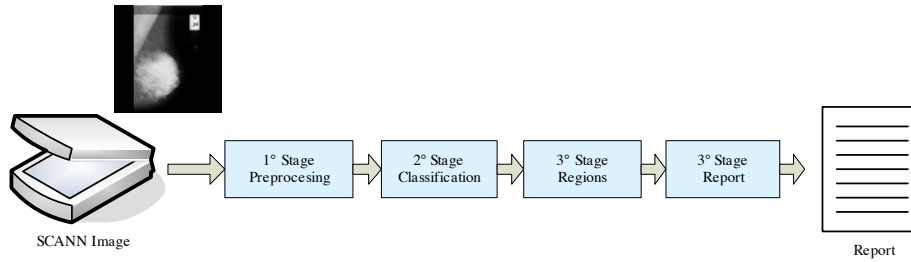 1° Stage
Preprocesing
2° Stage
Classification
3° Stage
Regions
3° Stage
Report
SCANN Image
Report